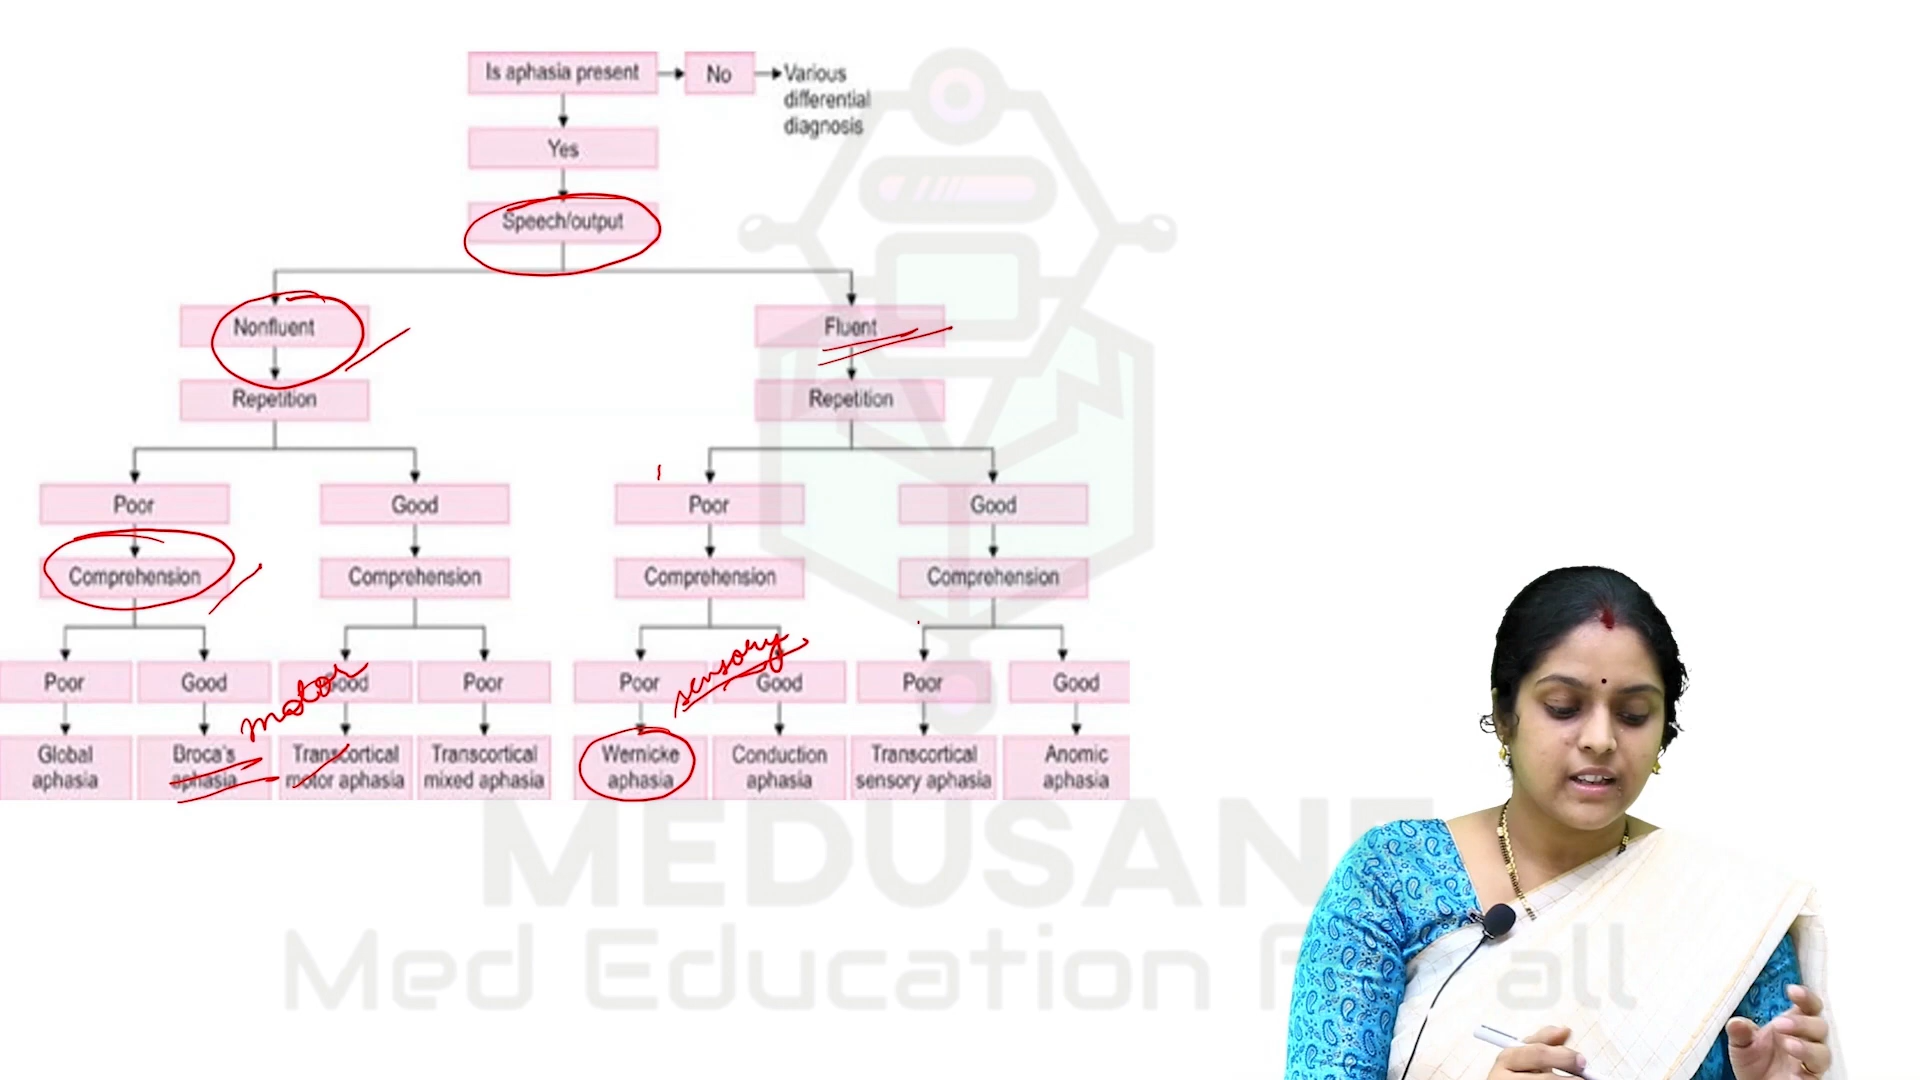 Is aphasia present
No
Various
differential
diagnosis
Yes
Speech/output
Nonfluent
Fluent
Repetition
Repetition
Poor
Good
Poor
Good
Comprehension
Comprehension
Comprehension
Comprehension
Poor
Good
Good
Poor
Poor
Good
Poor
Good
motor
sensory
Global
aphasia
Broca's
aphasia
Transcortical
motor aphasia
Transcortical
mixed aphasia
Wernicke
aphasia
Conduction
aphasia
Transcortical
sensory aphasia
Anomic
aphasia
MEDUSANE
Med Education all